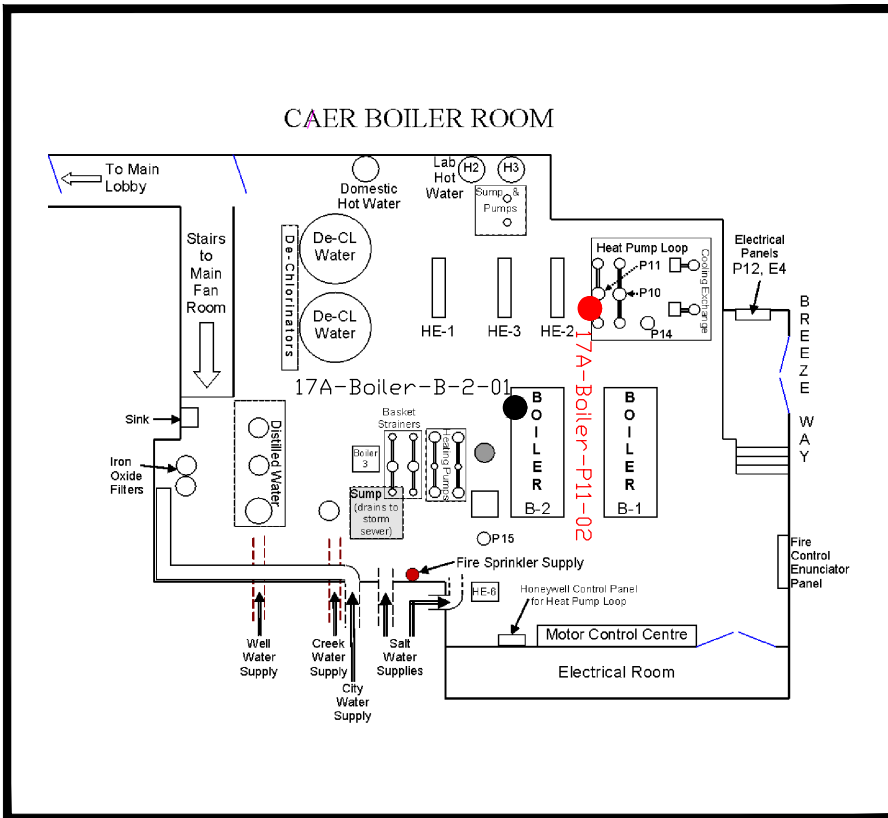 CAER BOILER ROOM
To Main
Lobby
Domestic
Hot Water
Lab
Hot
Water
H2
H3
Sump &
Pumps
Stairs
to
Main
Fan
Room
De-Chlorinators
De-CL
Water
De-CL
Water
HE-1
HE-3
HE-2
Heat Pump Loop
P11
P10
P14
Cooling Exchange
Electrical
Panels
P12, E4
BREEZE WAY
17A-Boiler-B-2-01
17A-Boiler-P11-02
Sink
Iron
Oxide
Filters
Distilled Water
Basket
Strainers
Boiler
3
Heating Pumps
Sump
(drains to
storm
sewer)
BOILER
B-2
BOILER
B-1
P15
Fire Sprinkler Supply
HE-6
Honeywell Control Panel
for Heat Pump Loop
Motor Control Centre
Electrical Room
Fire
Control
Enunciator
Panel
Well
Water
Supply
Creek
Water
Supply
City
Water
Supply
Salt
Water
Supplies